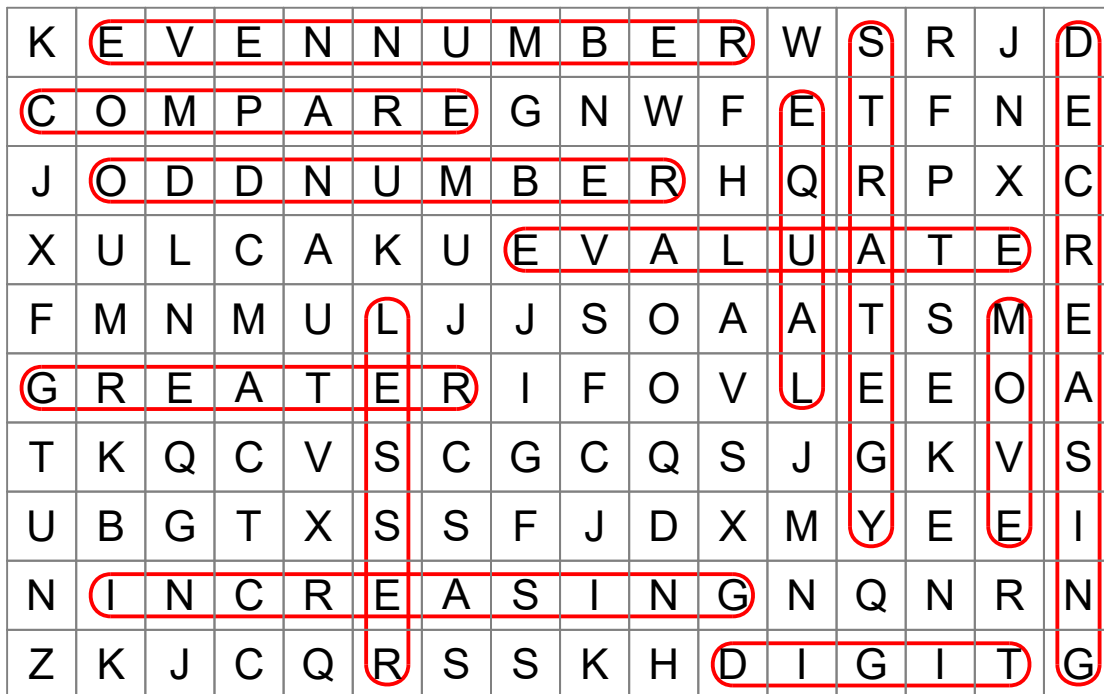 K E V E N N U M B E R W S R J D
C O M P A R E G N W F E T F N E
J O D D N U M B E R H Q R P X C
X U L C A K U E V A L U A T E R
F M N M U L J J S O A A T S M E
G R E A T E R I F O V L E E O A
T K Q C V S C G C Q S J G K V S
U B G T X S S F J D X M Y E E I
N I N C R E A S I N G N Q N R N
Z K J C Q R S S K H D I G I T G